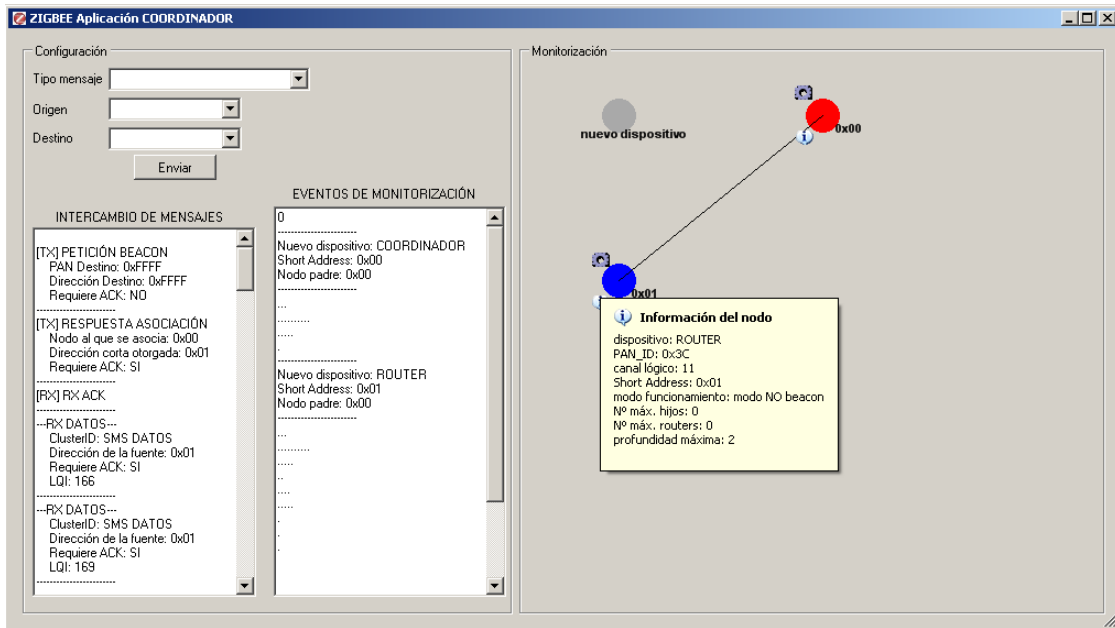 ZIGBEE Aplicación COORDINADOR
Configuración
Tipo mensaje
Origen
Destino
Enviar
INTERCAMBIO DE MENSAJES
[TX] PETICIÓN BEACON
PAN Destino: 0xFFFF
Dirección Destino: 0xFFFF
Requiere ACK: NO
------------------------
[TX] RESPUESTA ASOCIACIÓN
Nodo al que se asocia: 0x00
Dirección corta otorgada: 0x01
Requiere ACK: SI
------------------------
[RX] RX ACK
------------------------
---RX DATOS---
ClusterID: SMS DATOS
Dirección de la fuente: 0x01
Requiere ACK: SI
LQI: 166
------------------------
---RX DATOS---
ClusterID: SMS DATOS
Dirección de la fuente: 0x01
Requiere ACK: SI
LQI: 169
------------------------
EVENTOS DE MONITORIZACIÓN
0
------------------------
Nuevo dispositivo: COORDINADOR
Short Address: 0x00
Nodo padre: 0x00
------------------------
...
..........
.....
.
------------------------
Nuevo dispositivo: ROUTER
Short Address: 0x01
Nodo padre: 0x00
------------------------
...
..........
.....
..
....
.....
.
.
.
Monitorización
nuevo dispositivo
0x00
0x01
Información del nodo
dispositivo: ROUTER
PAN_ID: 0x3C
canal lógico: 11
Short Address: 0x01
modo funcionamiento: modo NO beacon
Nº máx. hijos: 0
Nº máx. routers: 0
profundidad máxima: 2